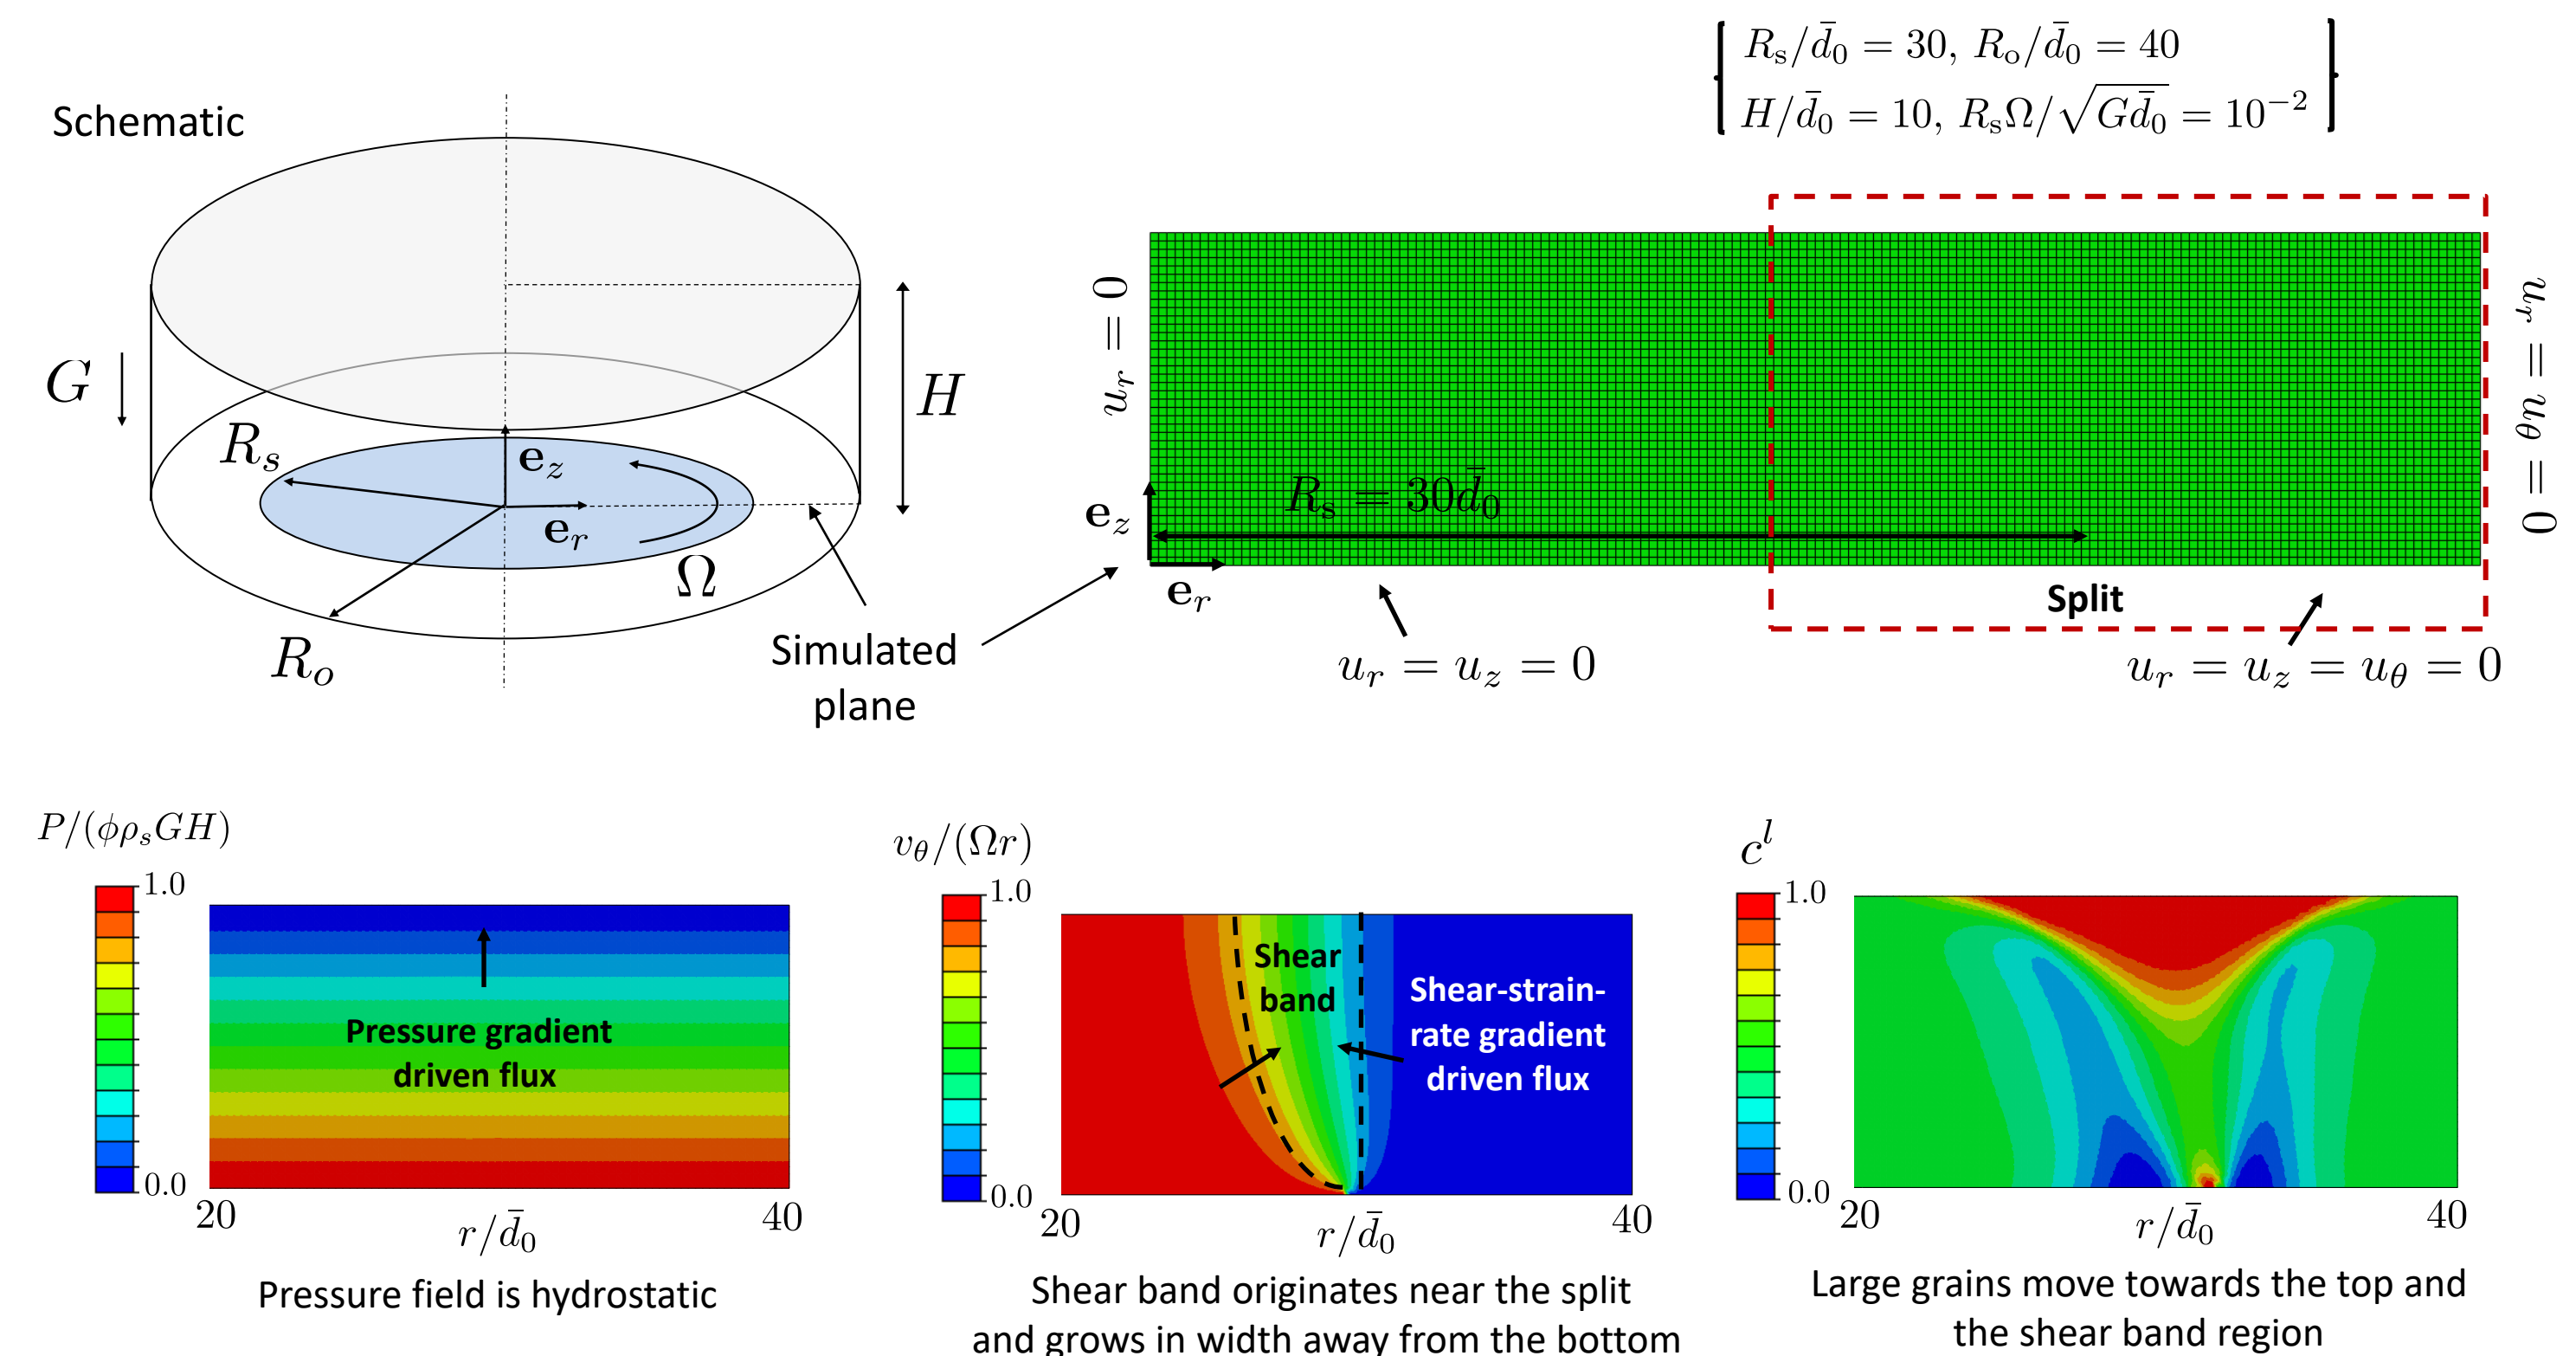 Schematic
G
R_s
e_z
e_r
Ω
R_o
H
Simulated
plane
R_s/d̄_0 = 30, R_o/d̄_0 = 40
H/d̄_0 = 10, R_sΩ/√(Gd̄_0) = 10^{-2}
u_r = 0
R_s = 30d̄_0
e_z
e_r
Split
u_r = u_z = 0
u_r = u_z = u_θ = 0
u_r = u_θ = 0
P/(ϕρ_sGH)
1.0
0.0
Pressure gradient
driven flux
20
r/d̄_0
40
Pressure field is hydrostatic
v_θ/(Ωr)
1.0
0.0
Shear
band
Shear-strain-
rate gradient
driven flux
20
r/d̄_0
40
Shear band originates near the split
and grows in width away from the bottom
c^l
1.0
0.0
20
r/d̄_0
40
Large grains move towards the top and
the shear band region